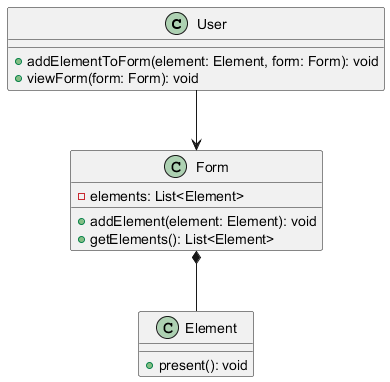 C User
addElementToForm(element: Element, form: Form): void
viewForm(form: Form): void
C Form
elements: List<Element>
addElement(element: Element): void
getElements(): List<Element>
C Element
present(): void